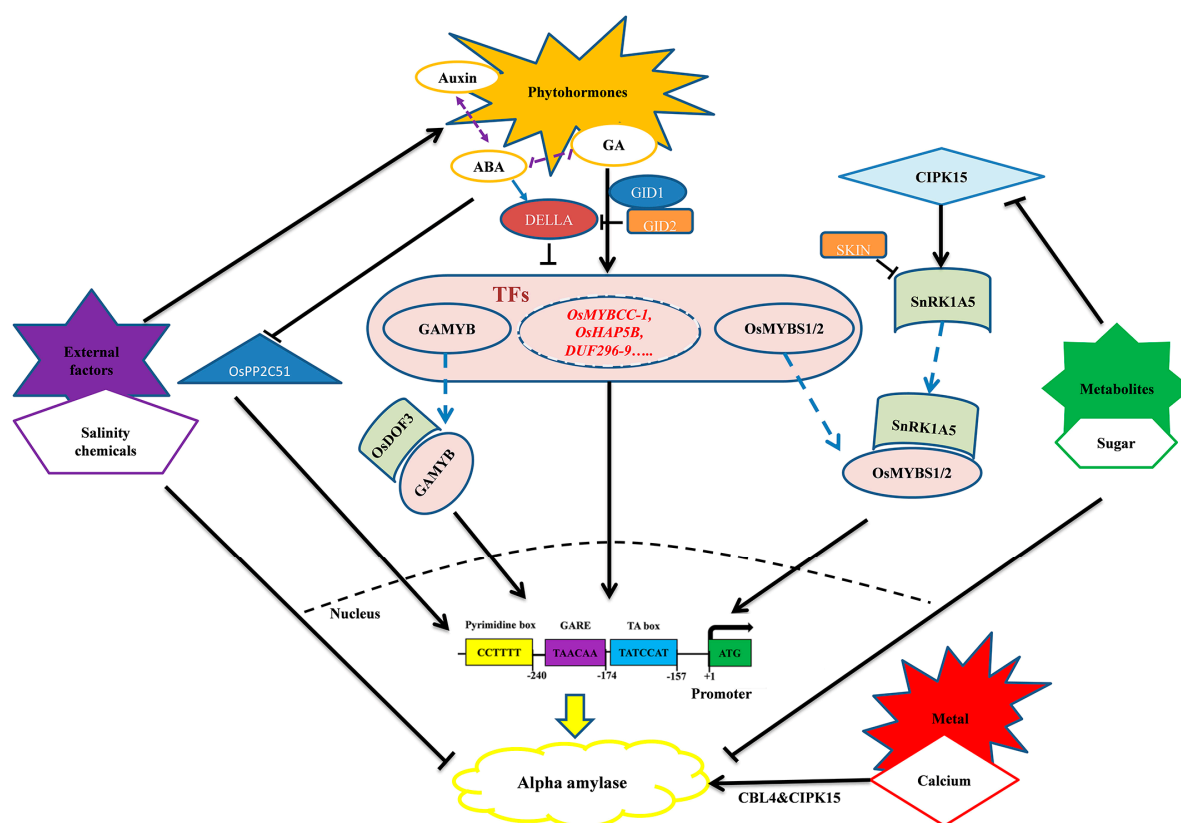 Auxin
Phytohormones
ABA
GA
GID1
DELLA
GID2
CIPK15
SKIN
SnRK1A5
TFs
GAMYB
OsMYBCC-1,
OsHAP5B,
DUF296-9.....
OsMYBS1/2
External
factors
OsPP2C51
Salinity
chemicals
Metabolites
Sugar
OsDOF3
GAMYB
SnRK1A5
OsMYBS1/2
Nucleus
Pyrimidine box
GARE
TA box
CCTTTT
TAACAA
TATCCAT
ATG
-240
-174
-157
+1
Promoter
Metal
Calcium
Alpha amylase
CBL4&CIPK15